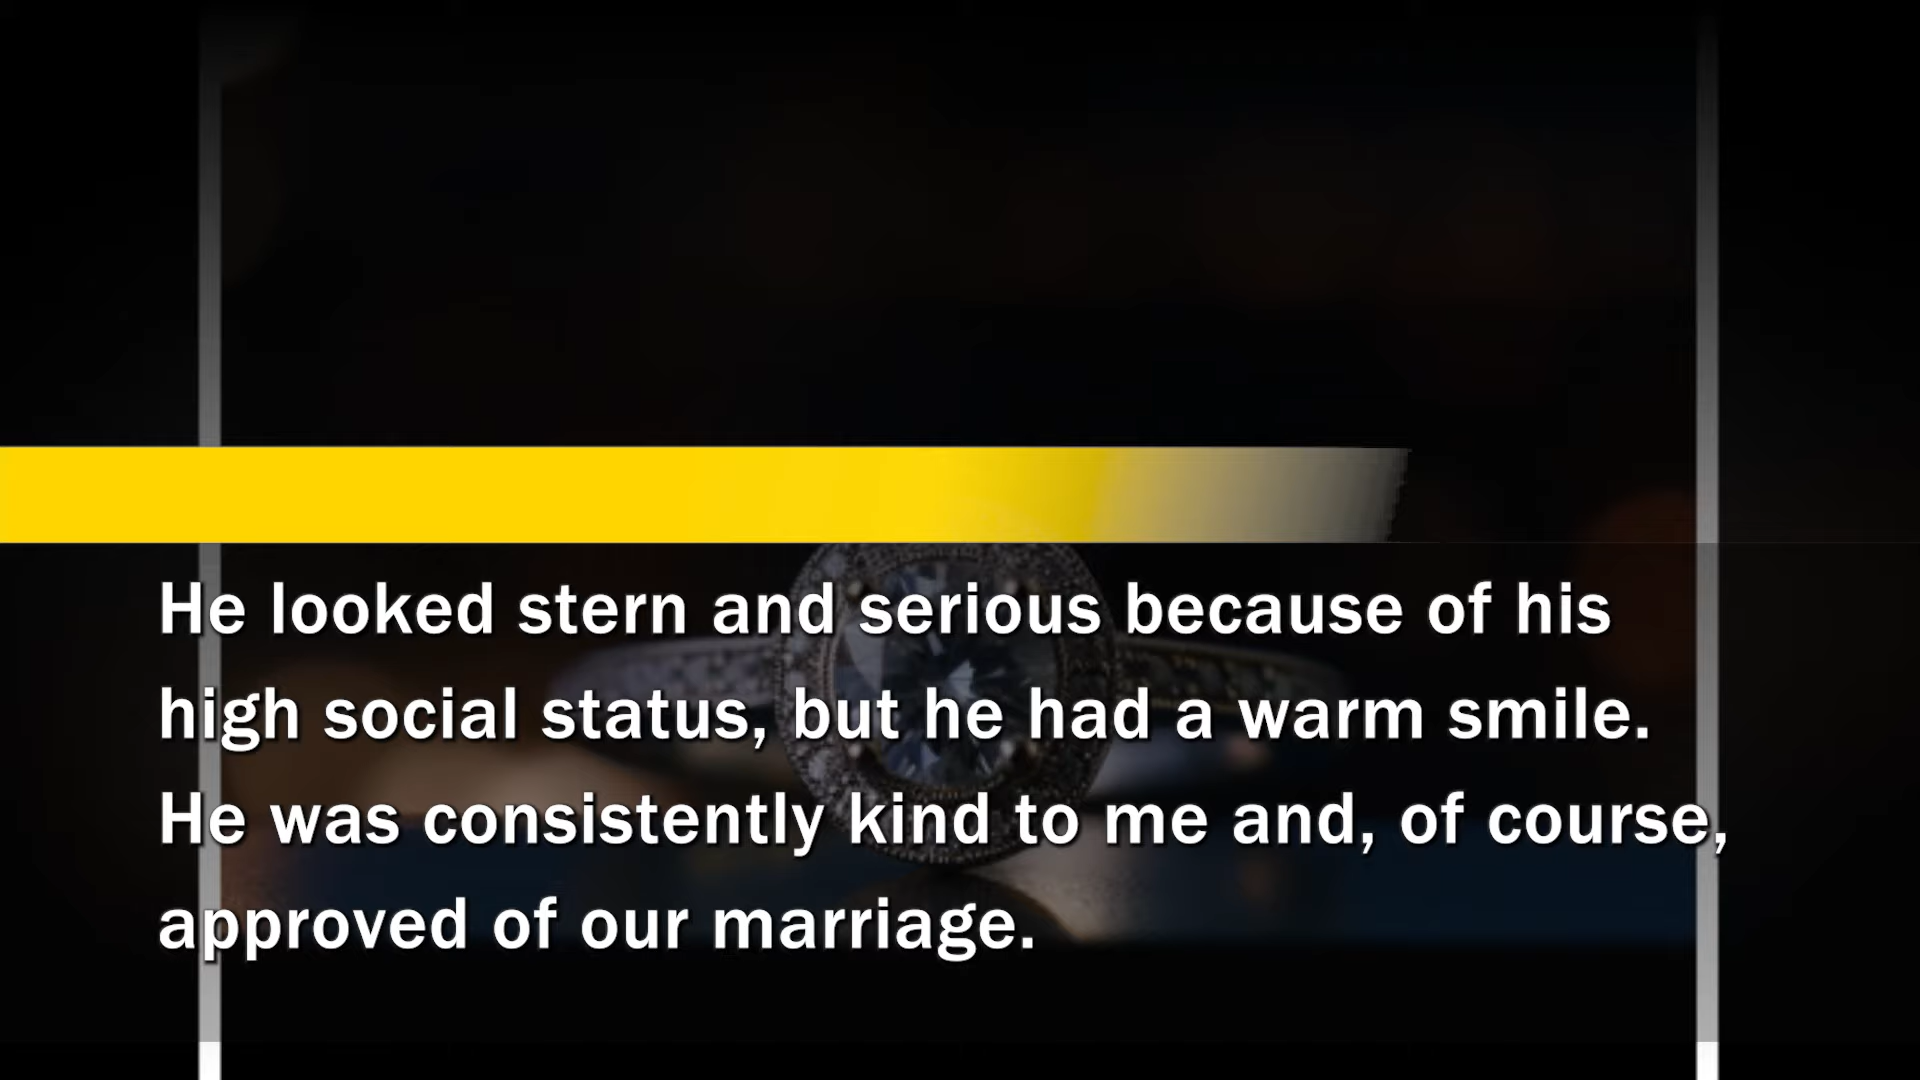 He looked stern and serious because of his
high social status, but he had a warm smile.
He was consistently kind to me and, of course,
approved of our marriage.